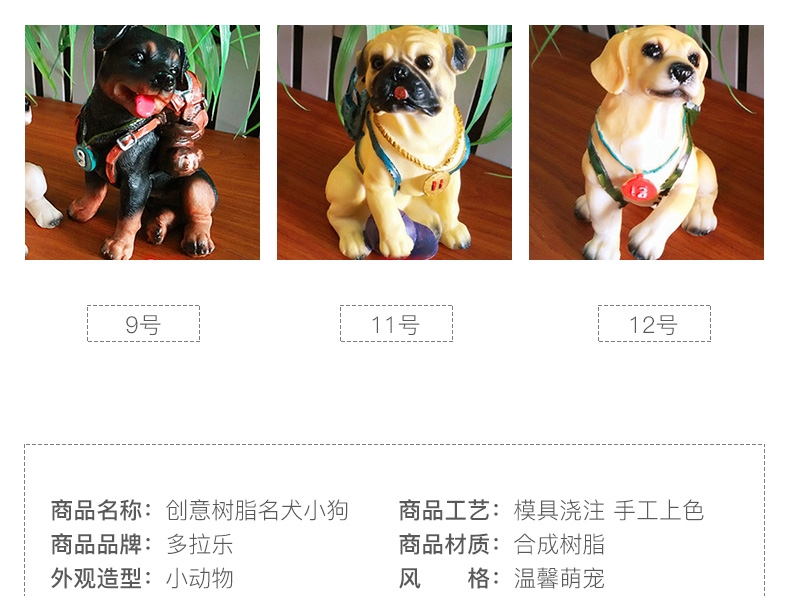 9
11
12
9号
11号
12号
商品名称：创意树脂名犬小狗
商品工艺：模具浇注 手工上色
商品品牌：多拉乐
商品材质：合成树脂
外观造型：小动物
风 格：温馨萌宠